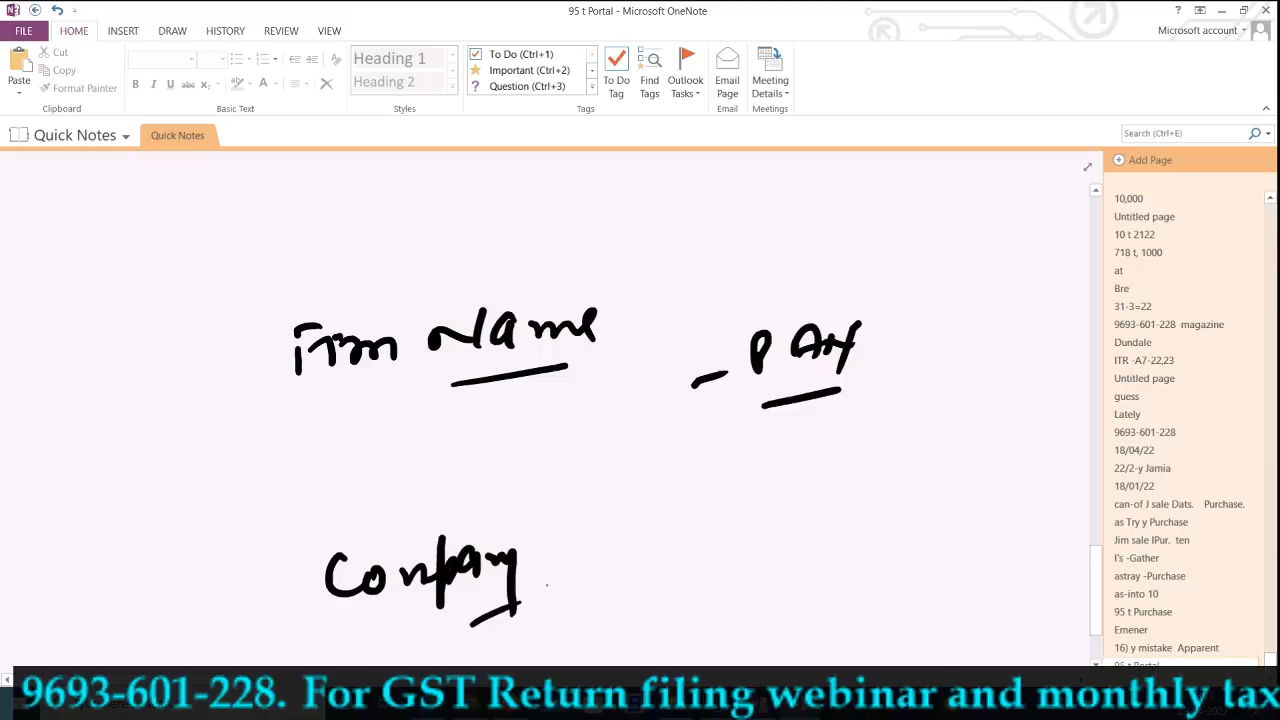 95 t Portal - Microsoft OneNote
FILE HOME INSERT DRAW HISTORY REVIEW VIEW Microsoft account
Paste Cut Copy Format Painter Clipboard
B I U abc x A Basic Text
Heading 1
Heading 2
Styles
To Do (Ctrl+1)
Important (Ctrl+2)
Question (Ctrl+3)
To Do Tag
Find Tags
Tags
Outlook Tasks
Email Page
Email
Meeting Details
Meetings
Quick Notes Quick Notes Search (Ctrl+E)
Add Page
10,000
Untitled page
10 t 2122
718 t, 1000
at
Bre
31-3=22
9693-601-228 magazine
Dundale
ITR -A7-22,23
Untitled page
guess
Lately
9693-601-228
18/04/22
22/2-y Jamia
18/01/22
can-of J sale Dats. Purchase.
as Try y Purchase
Jim sale IPur. ten
I's -Gather
astray -Purchase
as-into 10
95 t Purchase
Emener
16) y mistake Apparent
95 t Portal
Firm Name - PAN
Company
9693-601-228. For GST Return filing webinar and monthly tax